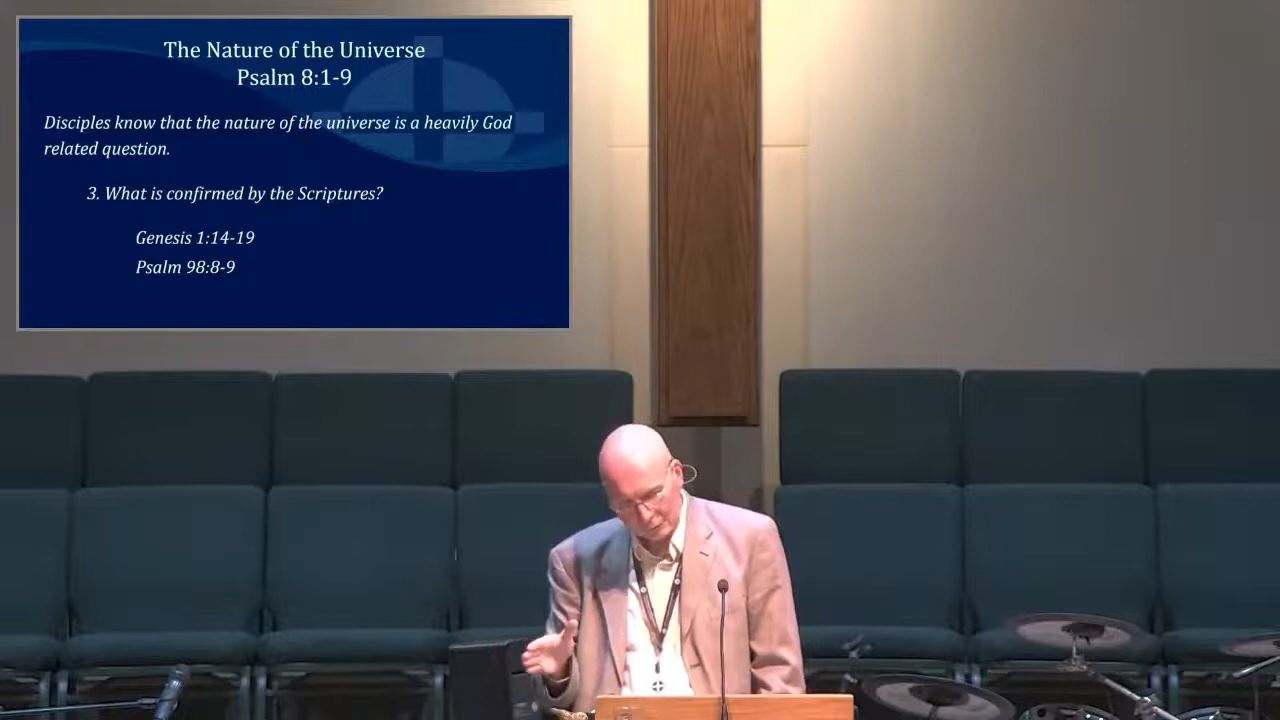 The Nature of the Universe
Psalm 8:1-9
Disciples know that the nature of the universe is a heavily God
related question.
3. What is confirmed by the Scriptures?
Genesis 1:14-19
Psalm 98:8-9